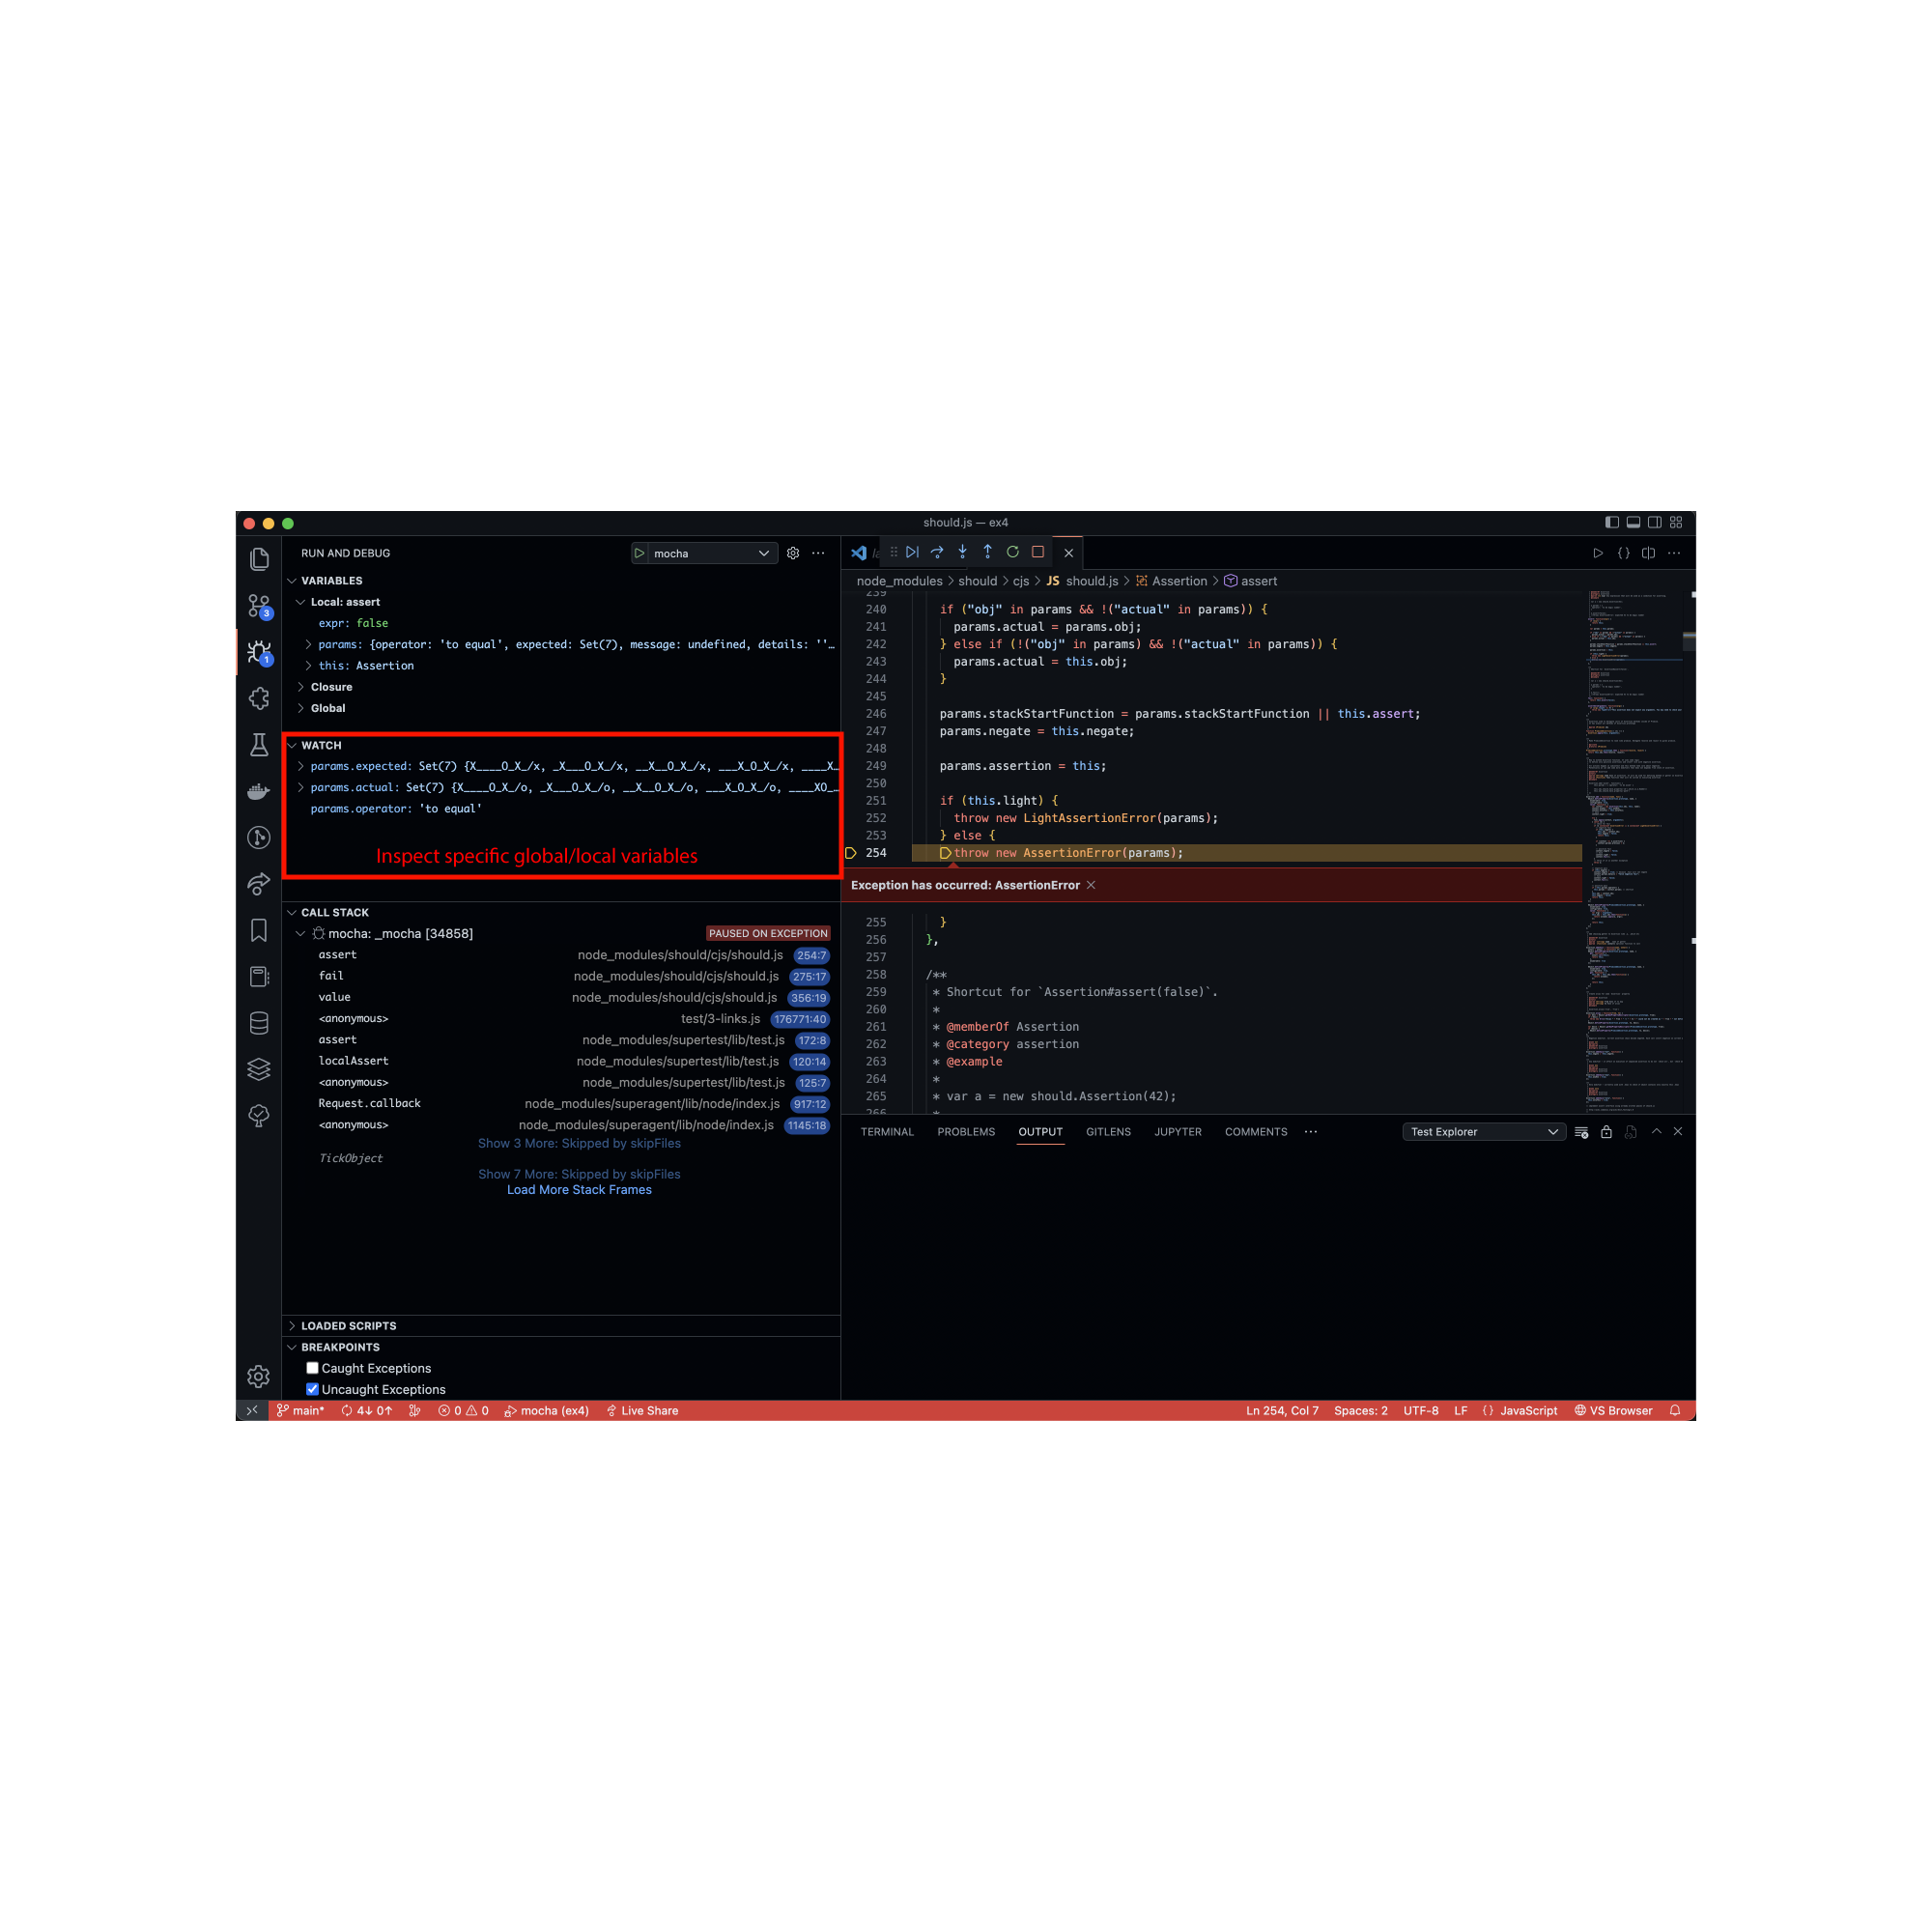 should.js — ex4
RUN AND DEBUG
mocha
VARIABLES
Local: assert
expr: false
params: {operator: 'to equal', expected: Set(7), message: undefined, details: ''…
this: Assertion
Closure
Global
WATCH
params.expected: Set(7) {X____O_X_/x, _X___O_X_/x, __X__O_X_/x, ___X_O_X_/x, ____X…
params.actual: Set(7) {X____O_X_/o, _X___O_X_/o, __X__O_X_/o, ___X_O_X_/o, ____XO_…
params.operator: 'to equal'
Inspect specific global/local variables
CALL STACK
mocha: _mocha [34858] PAUSED ON EXCEPTION
assert node_modules/should/cjs/should.js 254:7
fail node_modules/should/cjs/should.js 275:17
value node_modules/should/cjs/should.js 356:19
<anonymous> test/3-links.js 176771:40
assert node_modules/supertest/lib/test.js 172:8
localAssert node_modules/supertest/lib/test.js 120:14
<anonymous> node_modules/supertest/lib/test.js 125:7
Request.callback node_modules/superagent/lib/node/index.js 917:12
<anonymous> node_modules/superagent/lib/node/index.js 1145:18
Show 3 More: Skipped by skipFiles
TickObject
Show 7 More: Skipped by skipFiles
Load More Stack Frames
LOADED SCRIPTS
BREAKPOINTS
Caught Exceptions
Uncaught Exceptions
3
1
node_modules > should > cjs > JS should.js > Assertion > assert
239
240 if ("obj" in params && !("actual" in params)) {
241 params.actual = params.obj;
242 } else if (!("obj" in params) && !("actual" in params)) {
243 params.actual = this.obj;
244 }
245
246 params.stackStartFunction = params.stackStartFunction || this.assert;
247 params.negate = this.negate;
248
249 params.assertion = this;
250
251 if (this.light) {
252 throw new LightAssertionError(params);
253 } else {
254 throw new AssertionError(params);
Exception has occurred: AssertionError
255 }
256 },
257
258 /**
259 * Shortcut for `Assertion#assert(false)`.
260 *
261 * @memberOf Assertion
262 * @category assertion
263 * @example
264 *
265 * var a = new should.Assertion(42);
266 *
TERMINAL PROBLEMS OUTPUT GITLENS JUPYTER COMMENTS ··· Test Explorer
main* 4↓ 0↑ 0 0 mocha (ex4) Live Share Ln 254, Col 7 Spaces: 2 UTF-8 LF {} JavaScript VS Browser